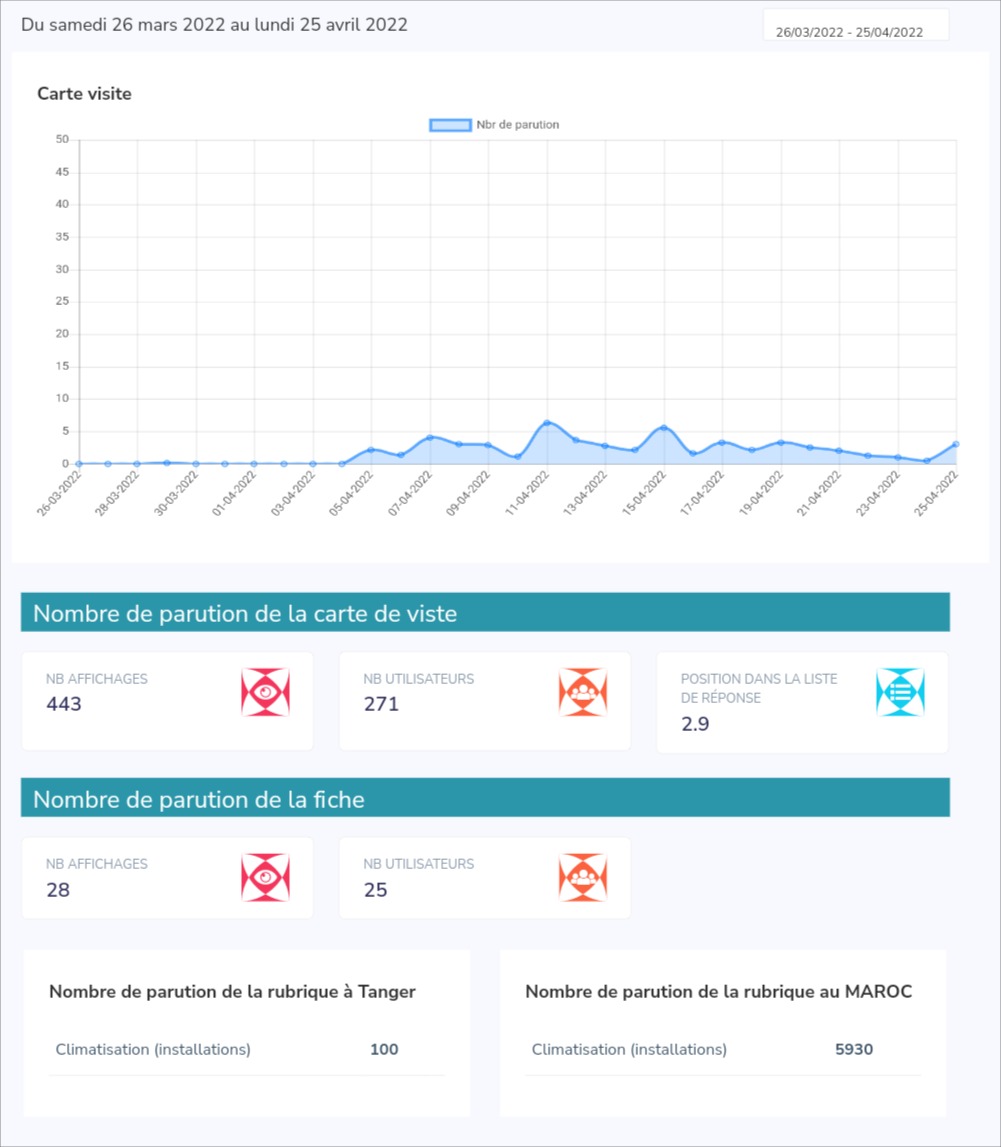 Du samedi 26 mars 2022 au lundi 25 avril 2022
26/03/2022 - 25/04/2022
Carte visite
Nbr de parution
50
45
40
35
30
25
20
15
10
5
0
26-03-2022
28-03-2022
30-03-2022
01-04-2022
03-04-2022
05-04-2022
07-04-2022
09-04-2022
11-04-2022
13-04-2022
15-04-2022
17-04-2022
19-04-2022
21-04-2022
23-04-2022
25-04-2022
Nombre de parution de la carte de viste
NB AFFICHAGES
443
NB UTILISATEURS
271
POSITION DANS LA LISTE
DE RÉPONSE
2.9
Nombre de parution de la fiche
NB AFFICHAGES
28
NB UTILISATEURS
25
Nombre de parution de la rubrique à Tanger
Climatisation (installations) 100
Nombre de parution de la rubrique au MAROC
Climatisation (installations) 5930